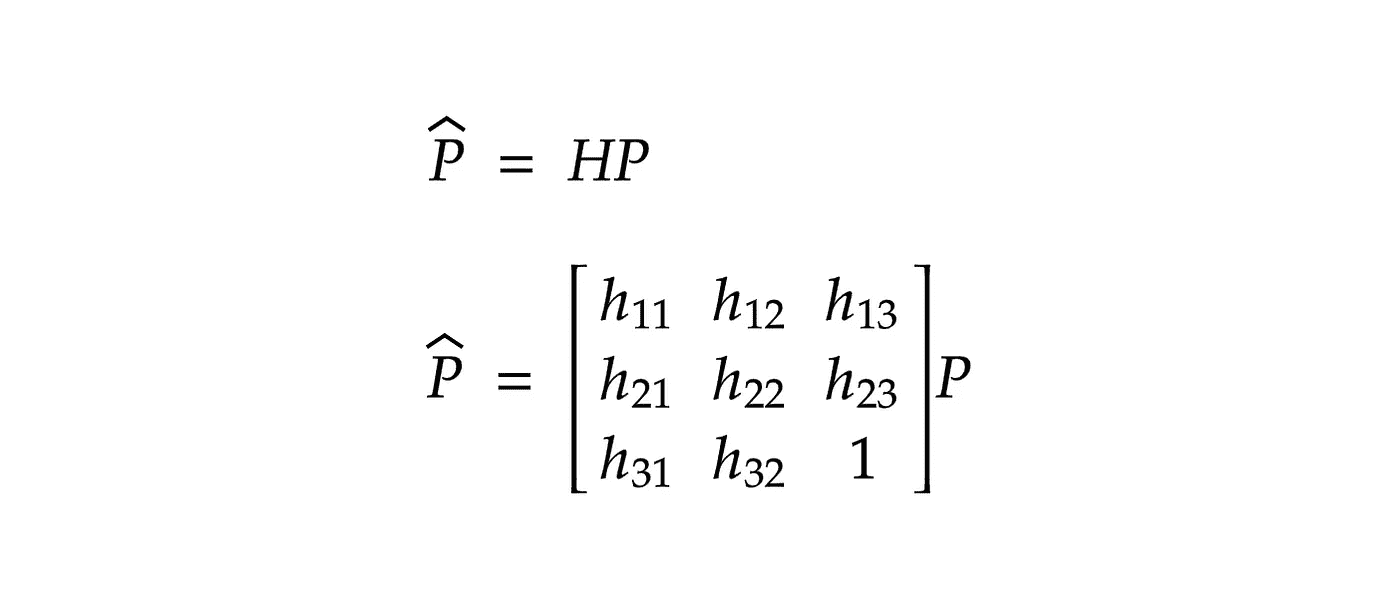 P̂ = HP
P̂ = [h₁₁ h₁₂ h₁₃
h₂₁ h₂₂ h₂₃
h₃₁ h₃₂ 1] P